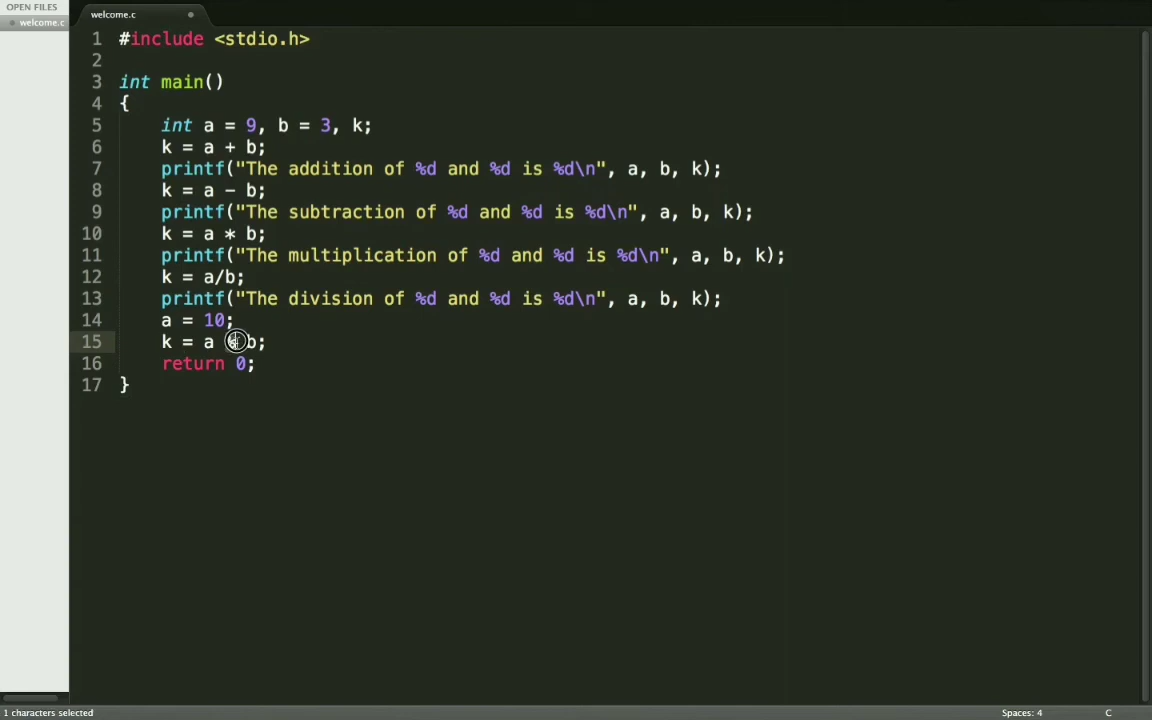 OPEN FILES
welcome.c
welcome.c
1 #include <stdio.h>
2
3 int main()
4 {
5 int a = 9, b = 3, k;
6 k = a + b;
7 printf("The addition of %d and %d is %d\n", a, b, k);
8 k = a - b;
9 printf("The subtraction of %d and %d is %d\n", a, b, k);
10 k = a * b;
11 printf("The multiplication of %d and %d is %d\n", a, b, k);
12 k = a/b;
13 printf("The division of %d and %d is %d\n", a, b, k);
14 a = 10;
15 k = a b;
16 return 0;
17 }
1 characters selected
Spaces: 4
C